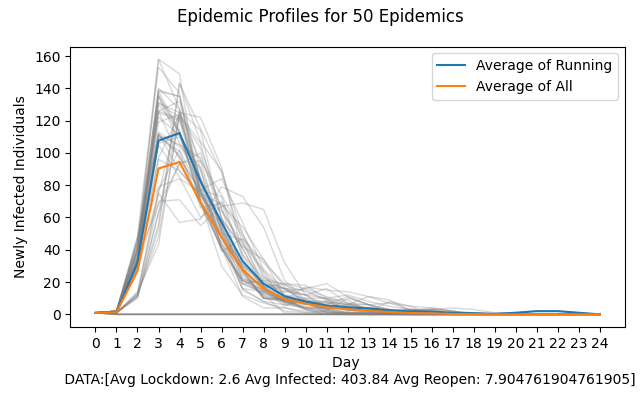 Epidemic Profiles for 50 Epidemics
Newly Infected Individuals
160
140
120
100
80
60
40
20
0
Average of Running
Average of All
0 1 2 3 4 5 6 7 8 9 10 11 12 13 14 15 16 17 18 19 20 21 22 23 24
Day
DATA:[Avg Lockdown: 2.6 Avg Infected: 403.84 Avg Reopen: 7.904761904761905]